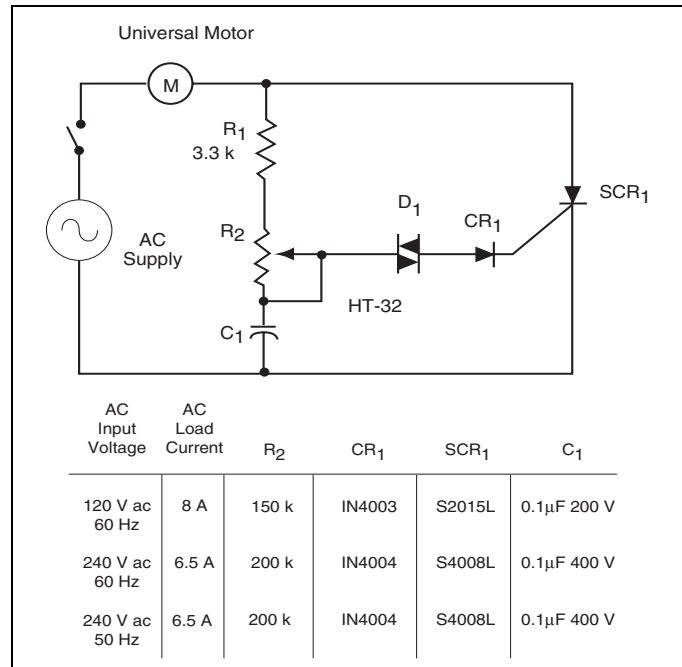 Universal Motor
M
R1
3.3 k
SCR1
D1
CR1
R2
AC
Supply
HT-32
C1
AC
Input
Voltage
AC
Load
Current
R2
CR1
SCR1
C1
120 V ac
60 Hz
8 A
150 k
IN4003
S2015L
0.1µF 200 V
240 V ac
60 Hz
6.5 A
200 k
IN4004
S4008L
0.1µF 400 V
240 V ac
50 Hz
6.5 A
200 k
IN4004
S4008L
0.1µF 400 V